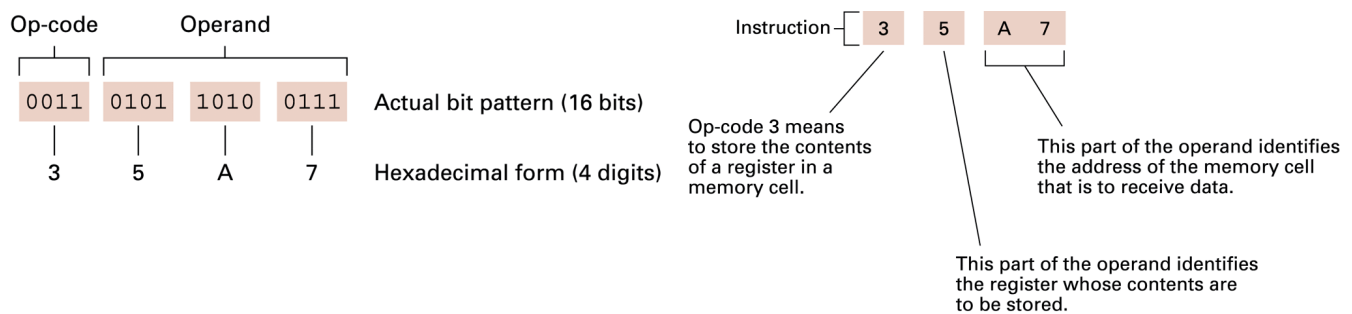 Op-code Operand
0011 0101 1010 0111 Actual bit pattern (16 bits)
3 5 A 7 Hexadecimal form (4 digits)
Instruction 3 5 A 7
Op-code 3 means
to store the contents
of a register in a
memory cell.
This part of the operand identifies
the address of the memory cell
that is to receive data.
This part of the operand identifies
the register whose contents are
to be stored.